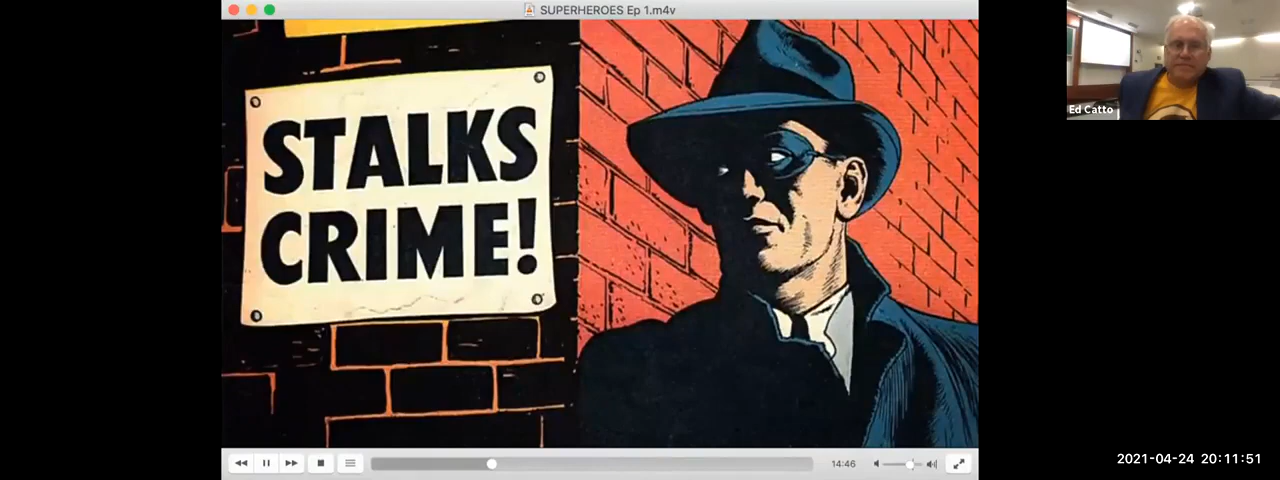 SUPERHEROES Ep 1.m4v
STALKS
CRIME!
Ed Catto
14:46
2021-04-24 20:11:51